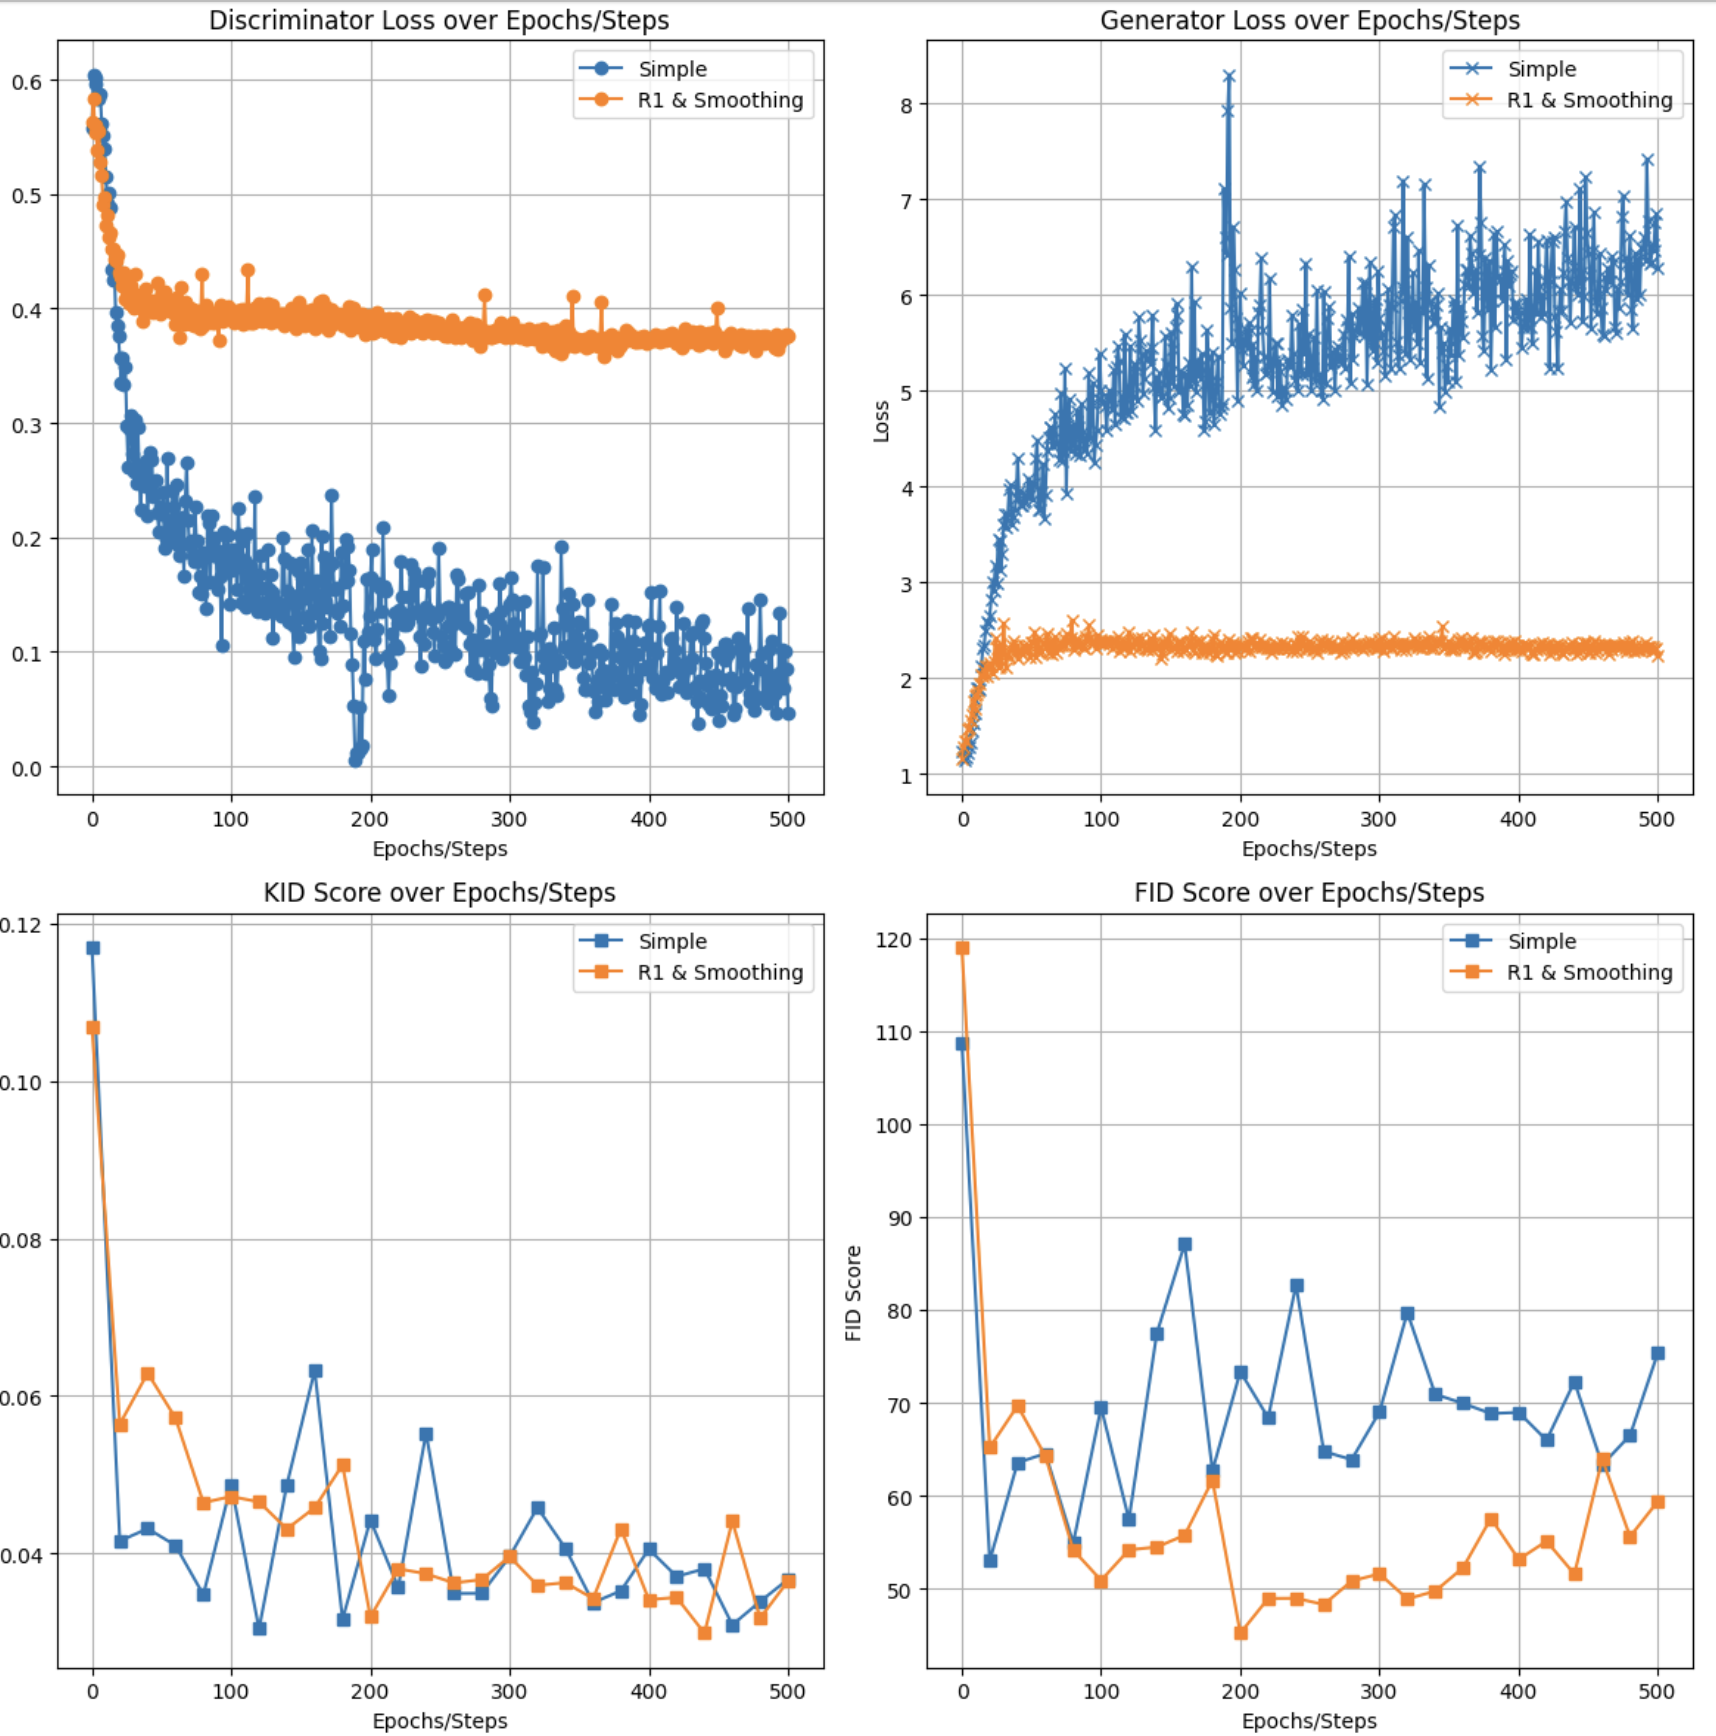 Discriminator Loss over Epochs/Steps
Simple
R1 & Smoothing
0.6
0.5
0.4
0.3
0.2
0.1
0.0
0 100 200 300 400 500
Epochs/Steps
Generator Loss over Epochs/Steps
Simple
R1 & Smoothing
Loss
8
7
6
5
4
3
2
1
0 100 200 300 400 500
Epochs/Steps
KID Score over Epochs/Steps
Simple
R1 & Smoothing
0.12
0.10
0.08
0.06
0.04
0 100 200 300 400 500
Epochs/Steps
FID Score over Epochs/Steps
Simple
R1 & Smoothing
FID Score
120
110
100
90
80
70
60
50
0 100 200 300 400 500
Epochs/Steps